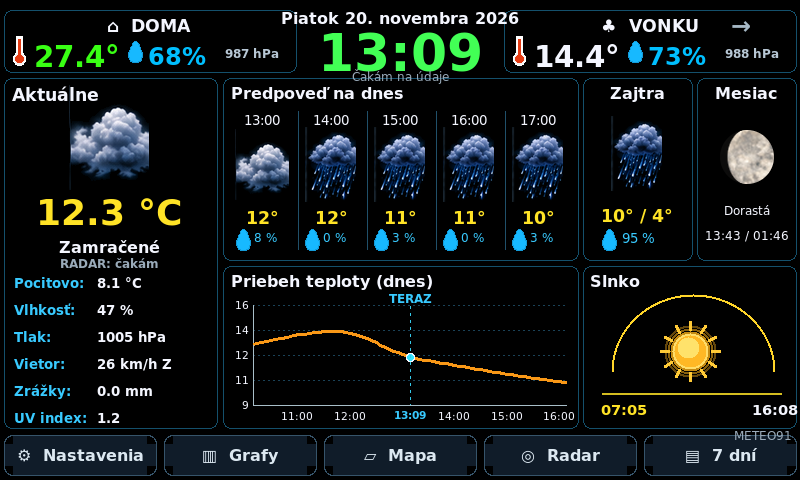 ⌂ DOMA
27.4° 68% 987 hPa
Piatok 20. novembra 2026
13:09
Čakám na údaje
♣ VONKU →
14.4° 73% 988 hPa
Aktuálne
12.3 °C
Zamračené
RADAR: čakám
Pocitovo: 8.1 °C
Vlhkosť: 47 %
Tlak: 1005 hPa
Vietor: 26 km/h Z
Zrážky: 0.0 mm
UV index: 1.2
Predpoveď na dnes
13:00 14:00 15:00 16:00 17:00
12° 12° 11° 11° 10°
8 % 0 % 3 % 0 % 3 %
Zajtra
10° / 4°
95 %
Mesiac
Dorastá
13:43 / 01:46
Priebeh teploty (dnes)
TERAZ
16
14
12
11
9
11:00 12:00 13:09 14:00 15:00 16:00
Slnko
07:05 16:08
METEO91
⚙ Nastavenia ▥ Grafy ▱ Mapa ◎ Radar ▤ 7 dní